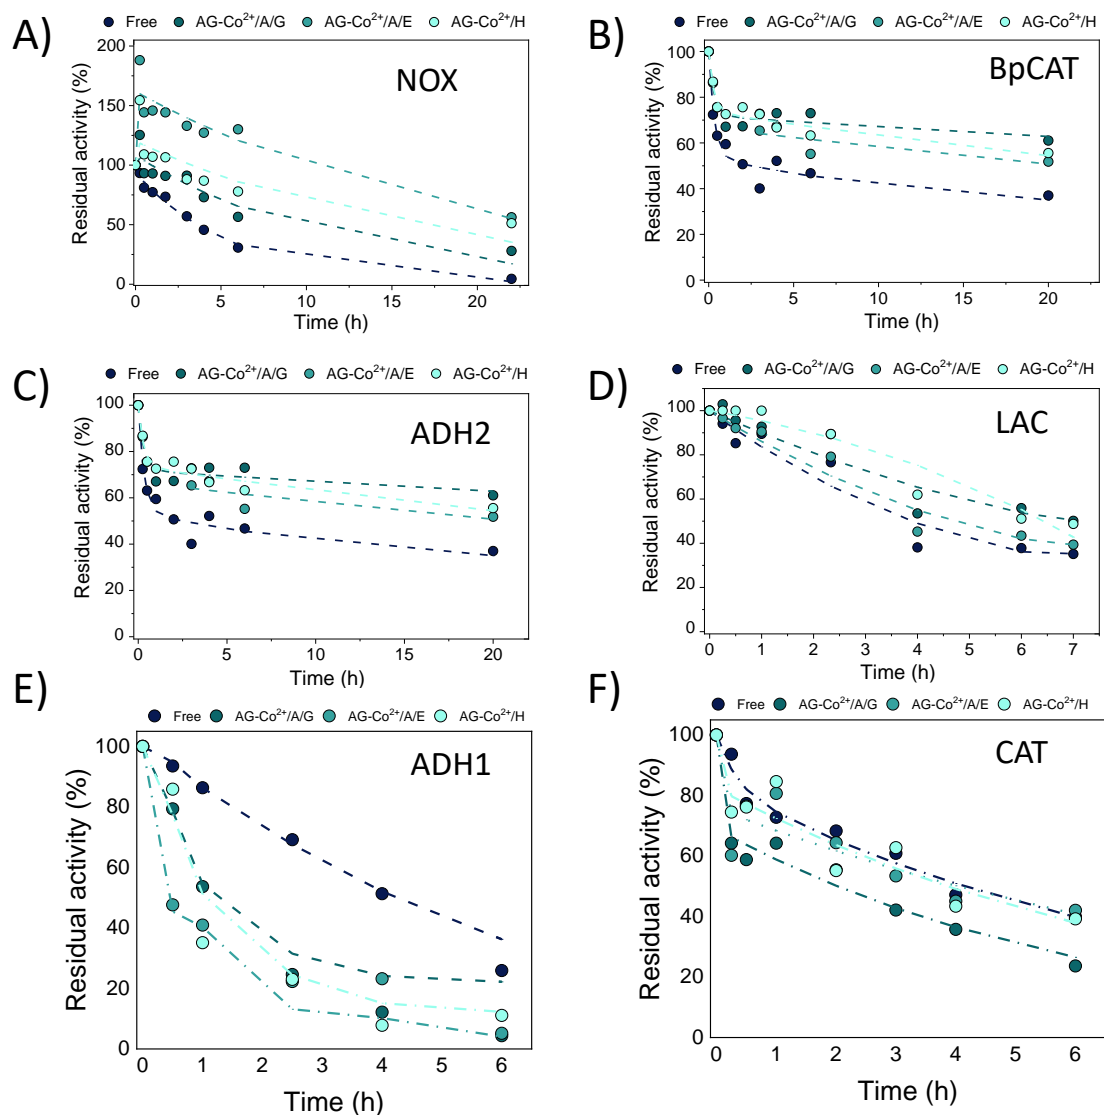 A)
Free AG-Co²⁺/A/G AG-Co²⁺/A/E AG-Co²⁺/H
NOX
Residual activity (%)
200
150
100
50
0
0 5 10 15 20
Time (h)
B)
Free AG-Co²⁺/A/G AG-Co²⁺/A/E AG-Co²⁺/H
BpCAT
Residual activity (%)
100
80
60
40
20
0
0 5 10 15 20
Time (h)
C)
Free AG-Co²⁺/A/G AG-Co²⁺/A/E AG-Co²⁺/H
ADH2
Residual activity (%)
100
80
60
40
20
0
0 5 10 15 20
Time (h)
D)
Free AG-Co²⁺/A/G AG-Co²⁺/A/E AG-Co²⁺/H
LAC
Residual activity (%)
100
80
60
40
20
0
0 1 2 3 4 5 6 7
Time (h)
E)
Free AG-Co²⁺/A/G AG-Co²⁺/A/E AG-Co²⁺/H
ADH1
Residual activity (%)
100
80
60
40
20
0
0 1 2 3 4 5 6
Time (h)
F)
Free AG-Co²⁺/A/G AG-Co²⁺/A/E AG-Co²⁺/H
CAT
Residual activity (%)
100
80
60
40
20
0
0 1 2 3 4 5 6
Time (h)